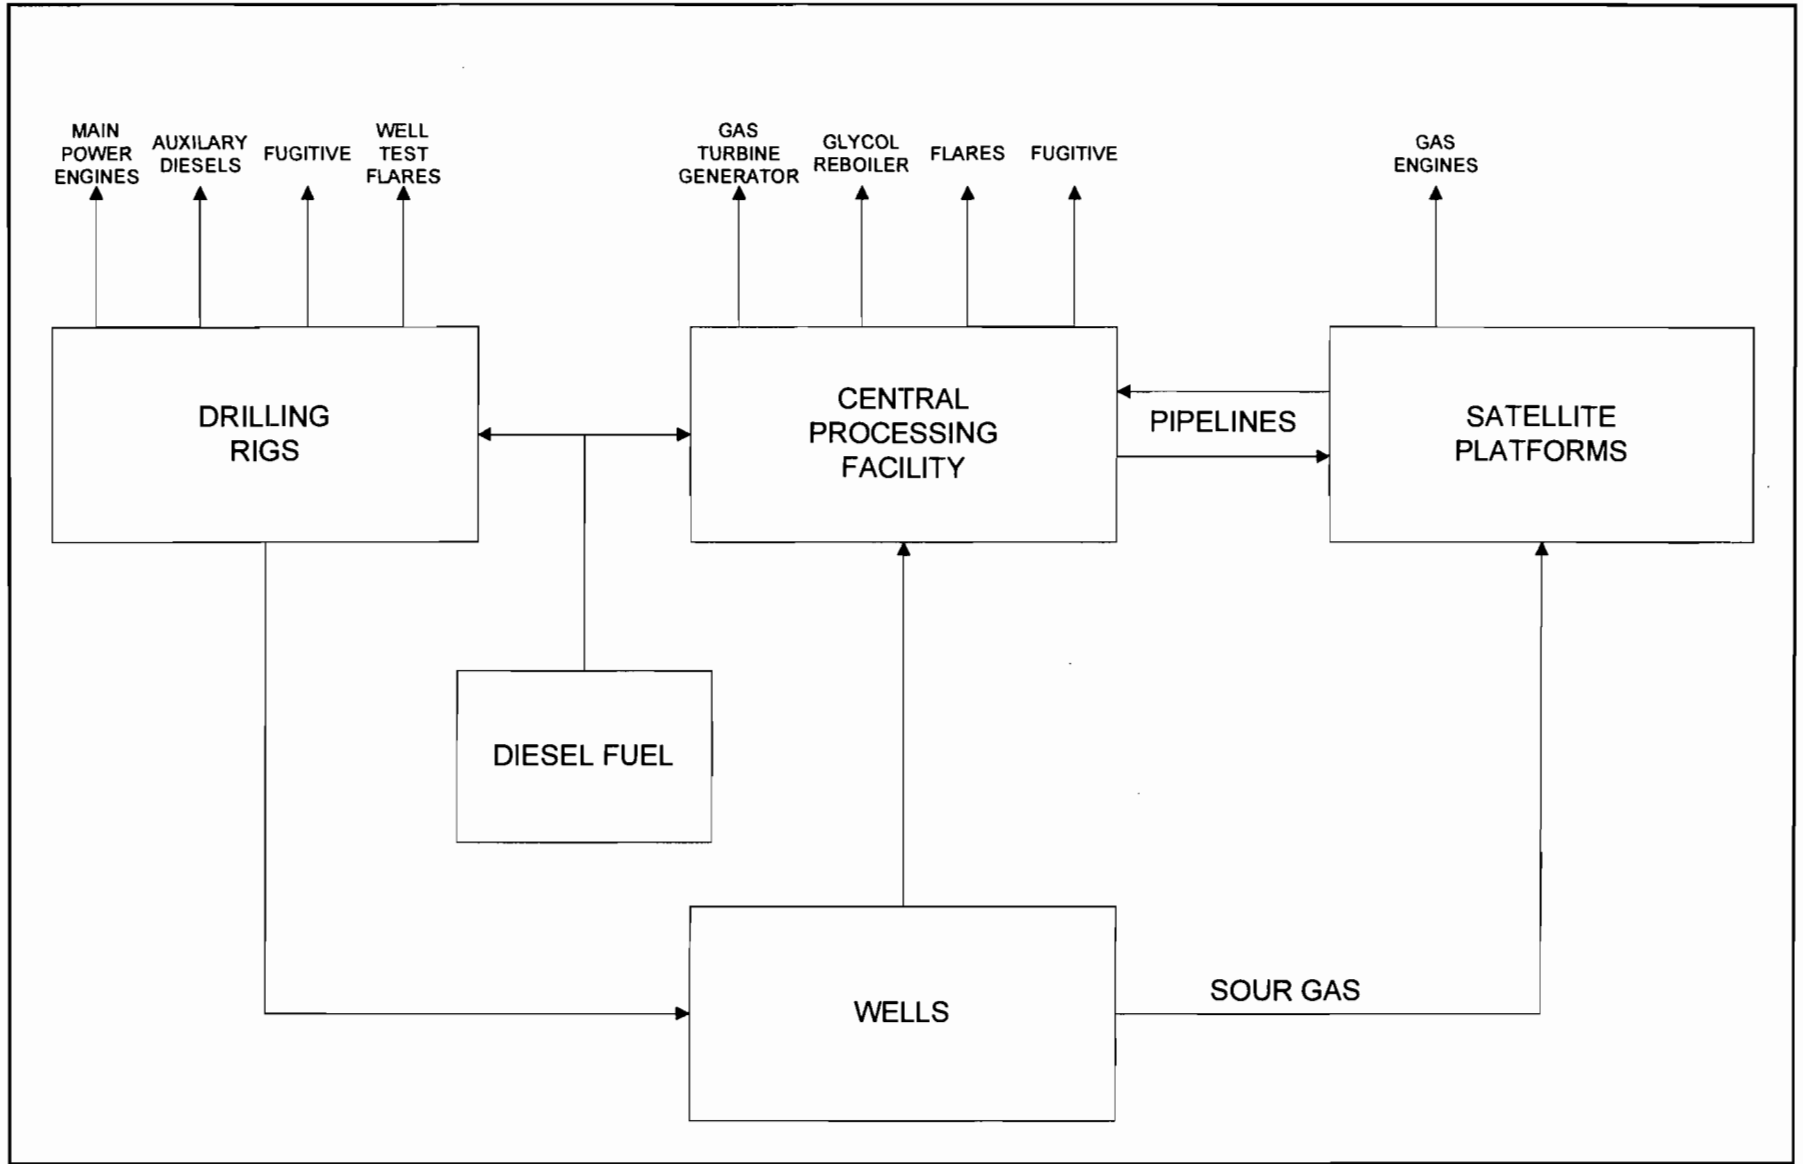 MAIN
POWER
ENGINES
AUXILARY
DIESELS
FUGITIVE
WELL
TEST
FLARES
GAS
TURBINE
GENERATOR
GLYCOL
REBOILER
FLARES
FUGITIVE
GAS
ENGINES
DRILLING
RIGS
CENTRAL
PROCESSING
FACILITY
PIPELINES
SATELLITE
PLATFORMS
DIESEL FUEL
WELLS
SOUR GAS